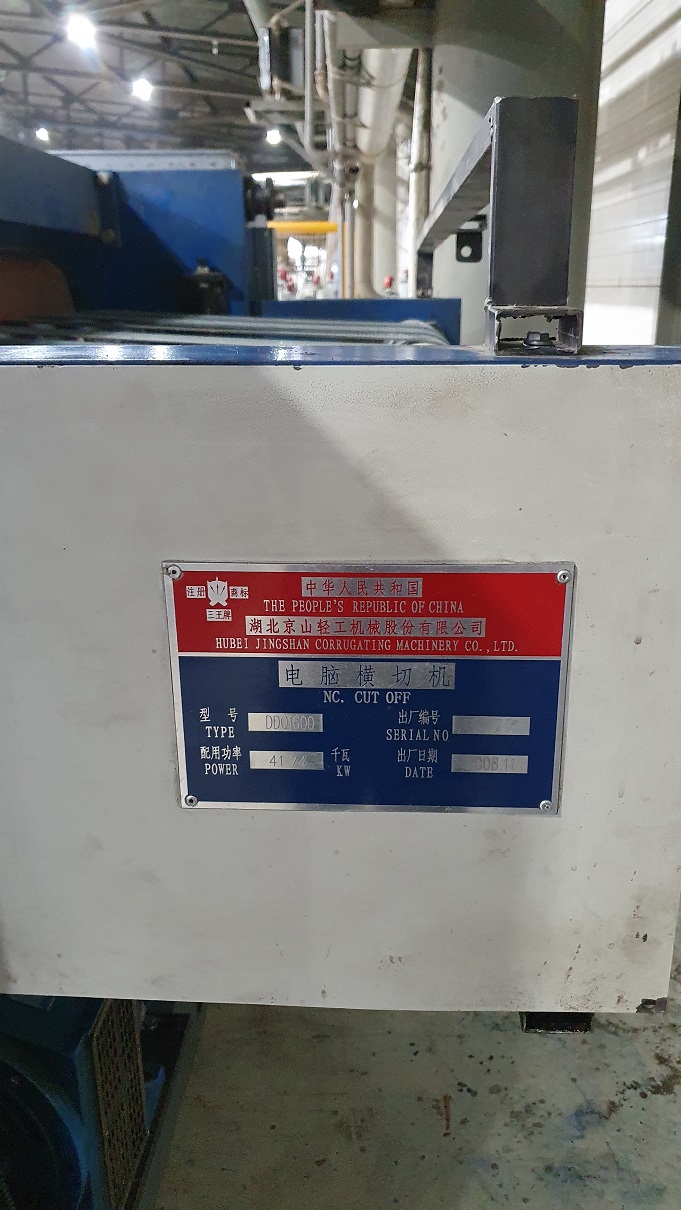 注册 商标
三王牌
中华人民共和国
THE PEOPLE'S REPUBLIC OF CHINA
湖北京山轻工机械股份有限公司
HUBEI JINGSHAN CORRUGATING MACHINERY CO., LTD.
电脑横切机
NC. CUT OFF
型号 出厂编号
TYPE SERIAL NO
配用功率 千瓦 出厂日期
POWER KW DATE